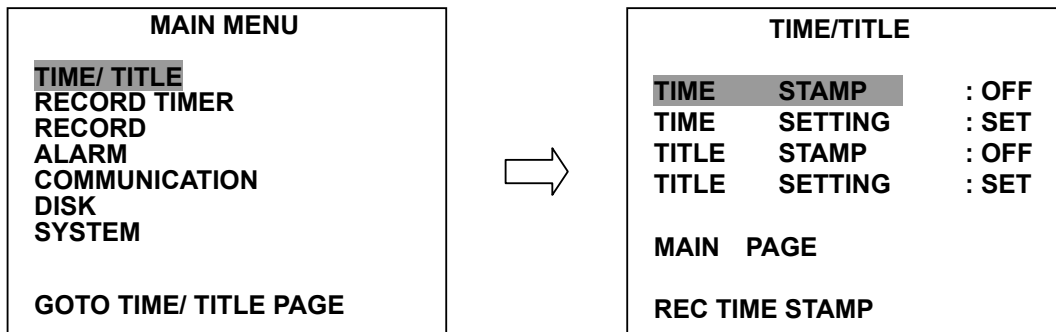 MAIN MENU
TIME/ TITLE
RECORD TIMER
RECORD
ALARM
COMMUNICATION
DISK
SYSTEM
GOTO TIME/ TITLE PAGE
TIME/TITLE
TIME STAMP : OFF
TIME SETTING : SET
TITLE STAMP : OFF
TITLE SETTING : SET
MAIN PAGE
REC TIME STAMP